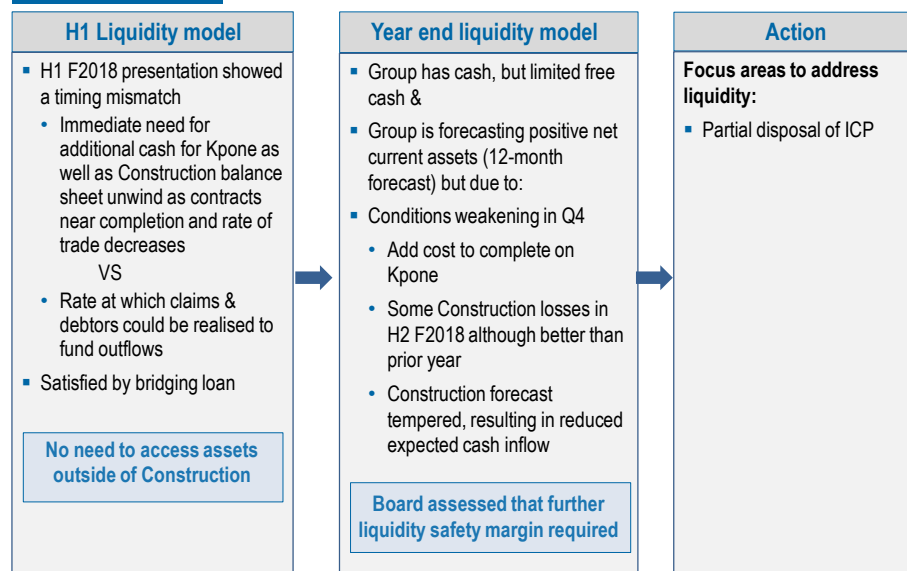 H1 Liquidity model
▪ H1 F2018 presentation showed
a timing mismatch
• Immediate need for
additional cash for Kpone as
well as Construction balance
sheet unwind as contracts
near completion and rate of
trade decreases
VS
• Rate at which claims &
debtors could be realised to
fund outflows
▪ Satisfied by bridging loan
No need to access assets
outside of Construction
Year end liquidity model
▪ Group has cash, but limited free
cash &
▪ Group is forecasting positive net
current assets (12-month
forecast) but due to:
▪ Conditions weakening in Q4
• Add cost to complete on
Kpone
• Some Construction losses in
H2 F2018 although better than
prior year
• Construction forecast
tempered, resulting in reduced
expected cash inflow
Board assessed that further
liquidity safety margin required
Action
Focus areas to address
liquidity:
▪ Partial disposal of ICP